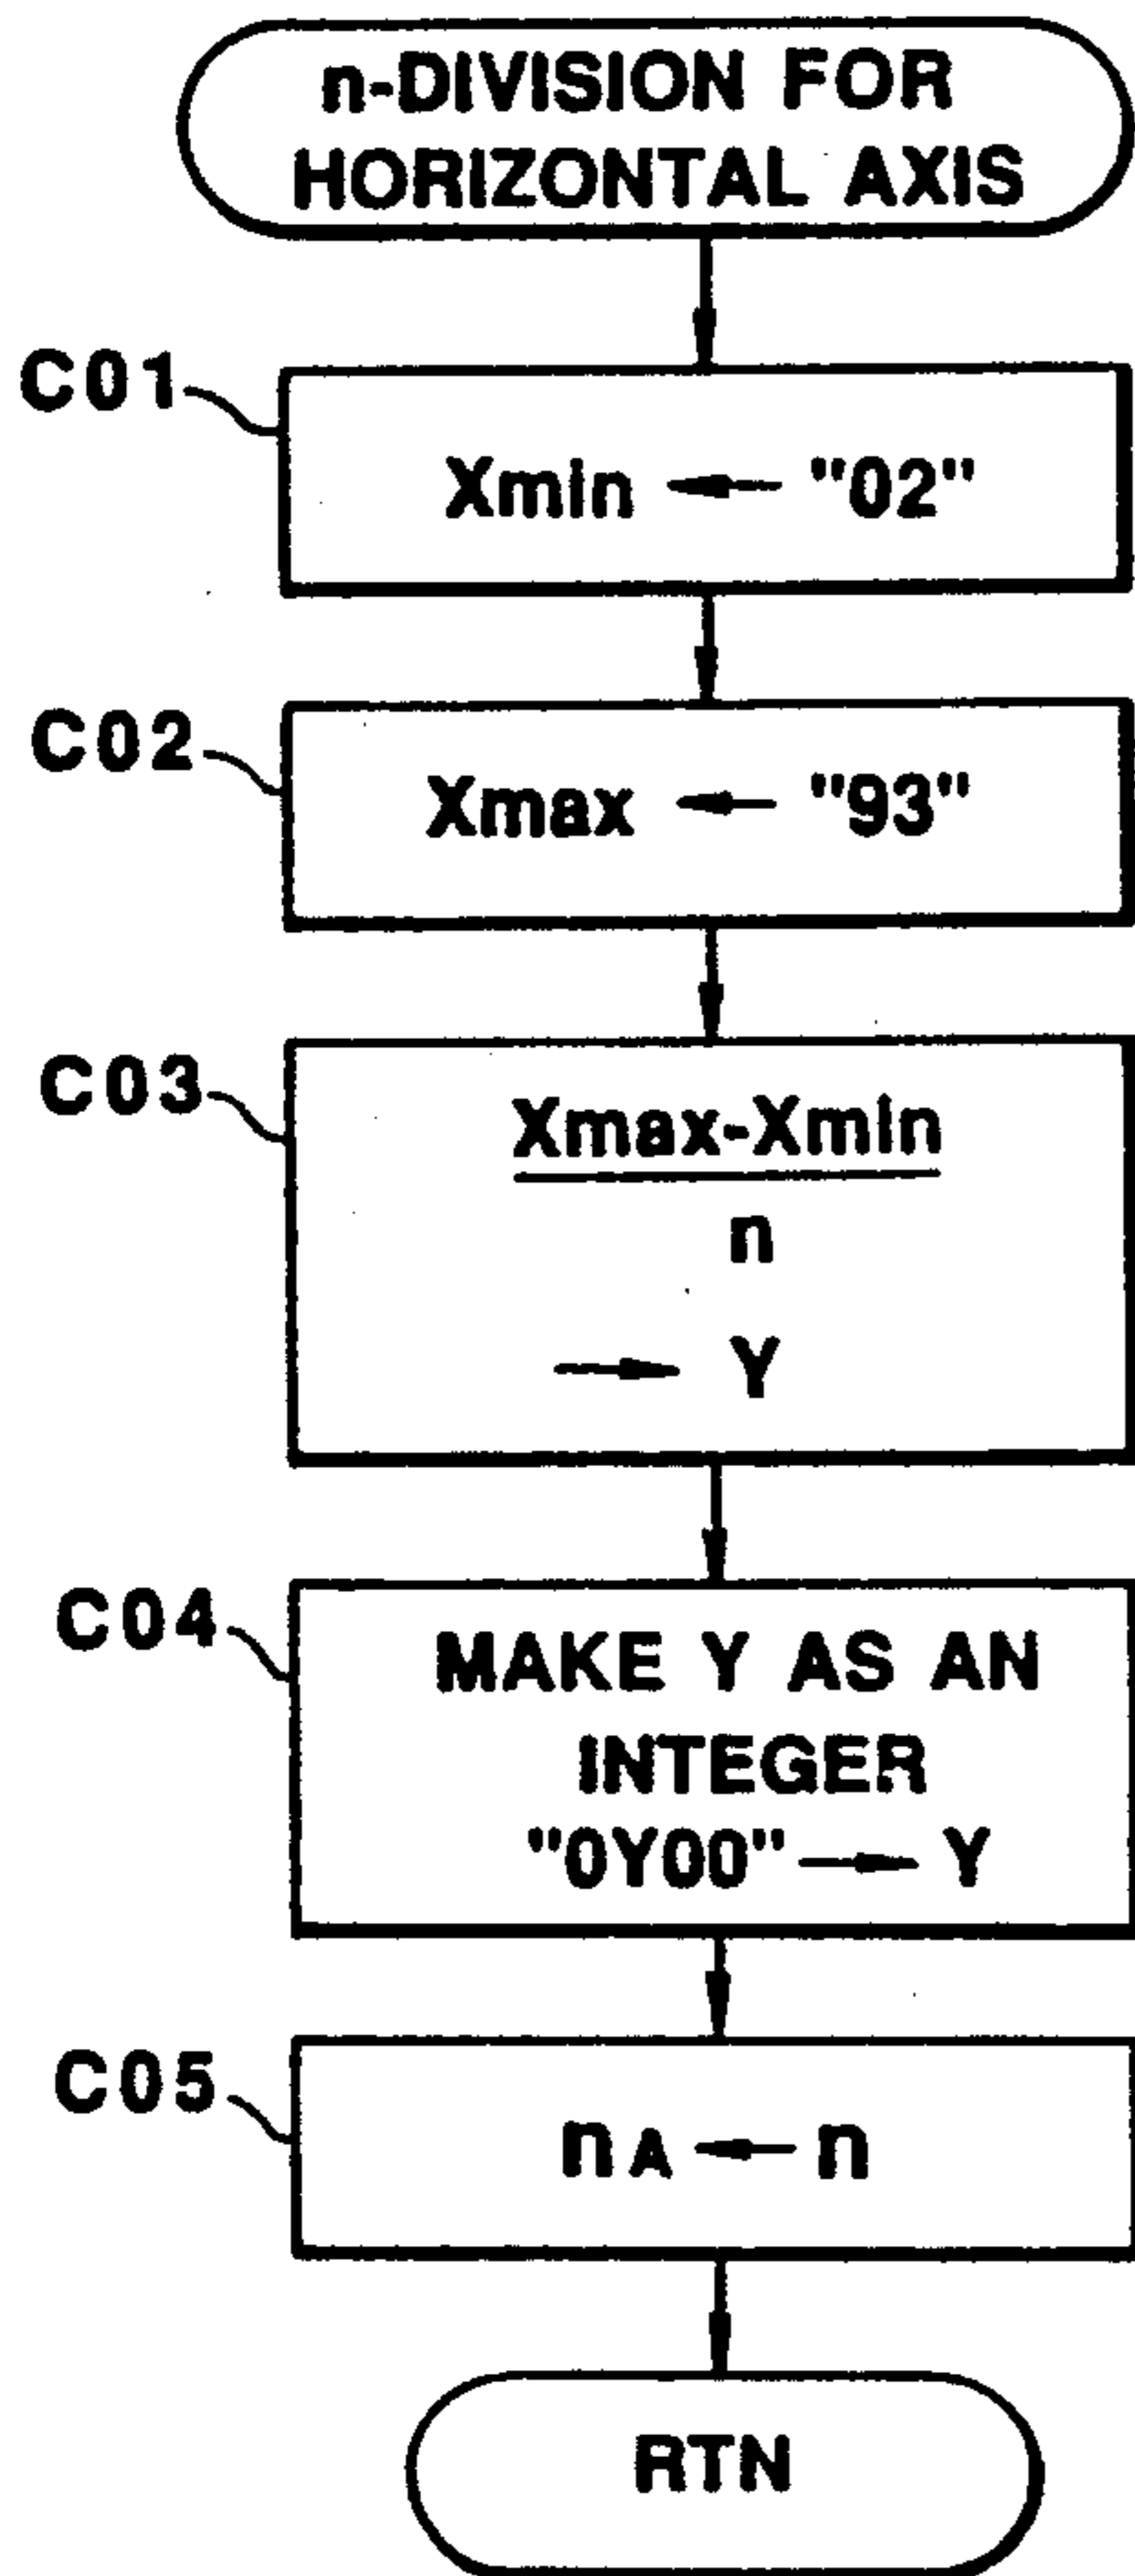 n-DIVISION FOR
HORIZONTAL AXIS
C01
Xmin ← "02"
C02
Xmax ← "93"
C03
Xmax-Xmin
n
→ Y
C04
MAKE Y AS AN
INTEGER
"0Y00" → Y
C05
nA ← n
RTN